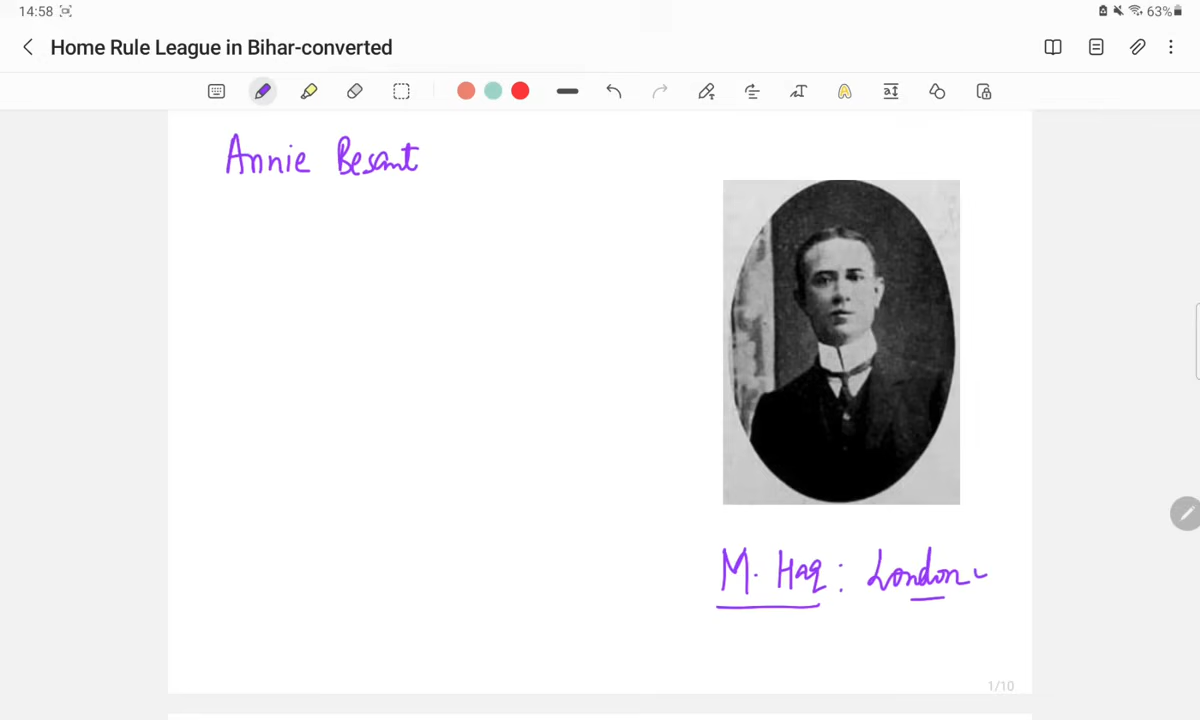 14:58
63%
Home Rule League in Bihar-converted
Annie Besant
M. Haq: London
1/10